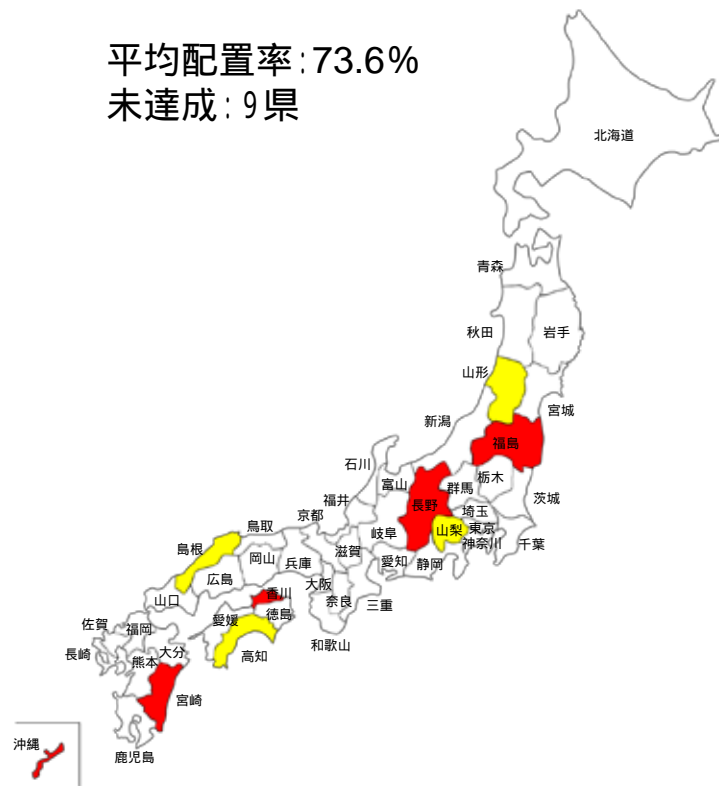 平均配置率:73.6%
未達成:9県
北海道
青森
秋田
岩手
山形
宮城
新潟
福島
石川
富山
群馬
栃木
長野
茨城
福井
埼玉
京都
鳥取
岐阜
山梨
東京
神奈川
千葉
島根
岡山
兵庫
滋賀
愛知
静岡
広島
大阪
山口
香川
奈良
三重
愛媛
徳島
佐賀
福岡
和歌山
長崎
熊本
大分
高知
宮崎
沖縄
鹿児島